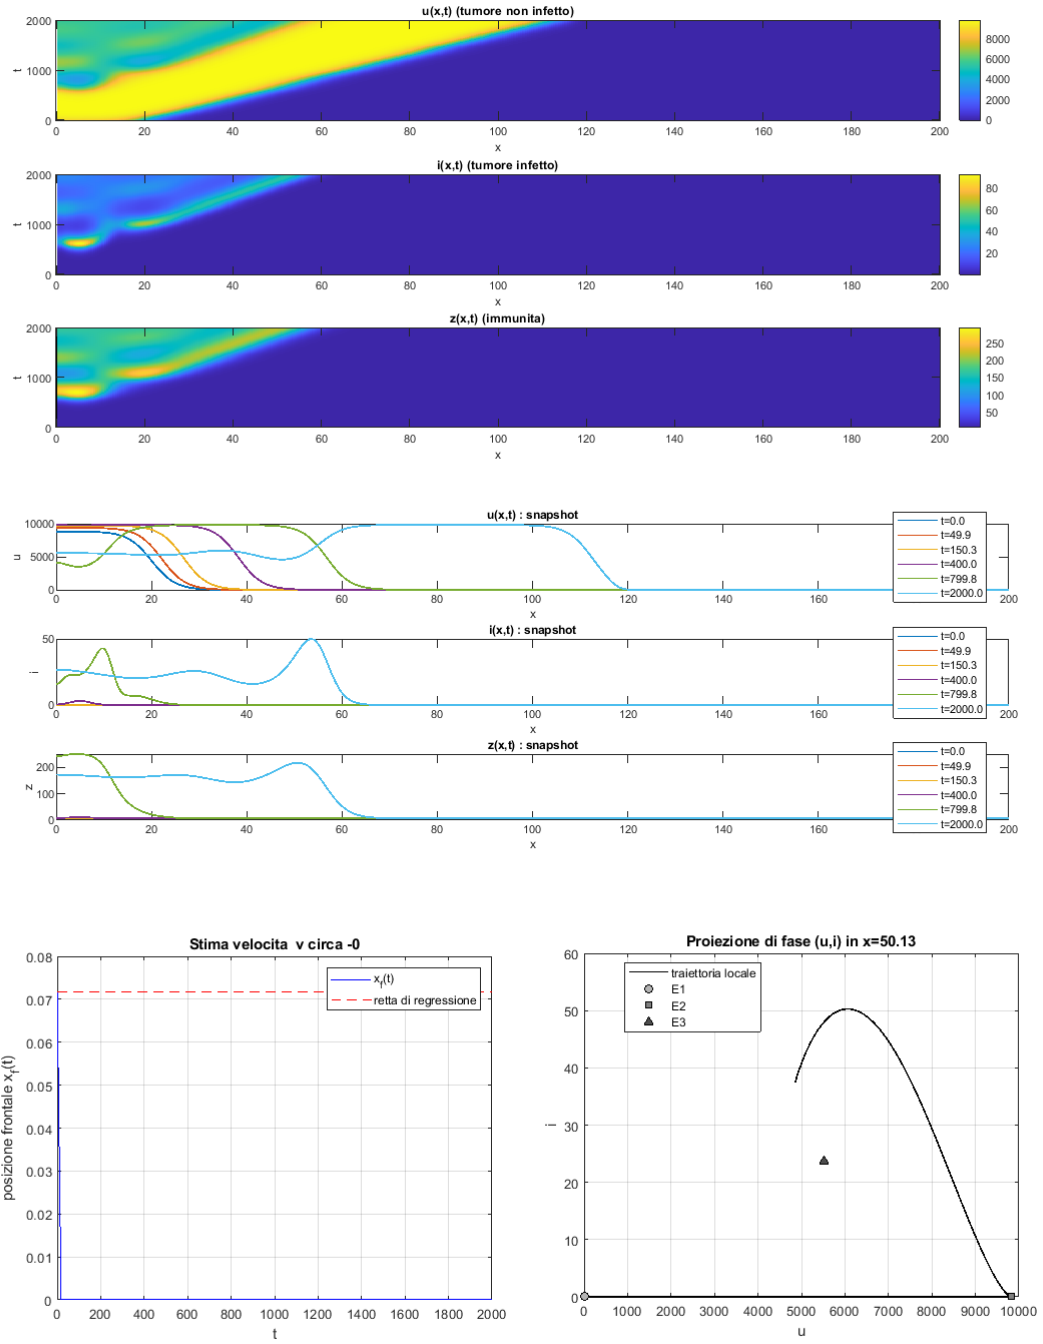 u(x,t) (tumore non infetto)
2000
1000
0
t
0 20 40 60 80 100 120 140 160 180 200
x
8000
6000
4000
2000
0
i(x,t) (tumore infetto)
2000
1000
0
t
0 20 40 60 80 100 120 140 160 180 200
x
80
60
40
20
z(x,t) (immunita)
2000
1000
0
t
0 20 40 60 80 100 120 140 160 180 200
x
250
200
150
100
50
u(x,t) : snapshot
10000
5000
0
u
0 20 40 60 80 100 120 140 160 200
x
t=0.0
t=49.9
t=150.3
t=400.0
t=799.8
t=2000.0
i(x,t) : snapshot
50
0
i
0 20 40 60 80 100 120 140 160 200
x
t=0.0
t=49.9
t=150.3
t=400.0
t=799.8
t=2000.0
z(x,t) : snapshot
200
100
0
z
0 20 40 60 80 100 120 140 160 200
x
t=0.0
t=49.9
t=150.3
t=400.0
t=799.8
t=2000.0
Stima velocita v circa -0
0.08
0.07
0.06
0.05
0.04
0.03
0.02
0.01
0
posizione frontale x_f(t)
x_f(t)
retta di regressione
0 200 400 600 800 1000 1200 1400 1600 1800 2000
t
Proiezione di fase (u,i) in x=50.13
60
50
40
30
20
10
0
i
traiettoria locale
E1
E2
E3
0 1000 2000 3000 4000 5000 6000 7000 8000 9000 10000
u